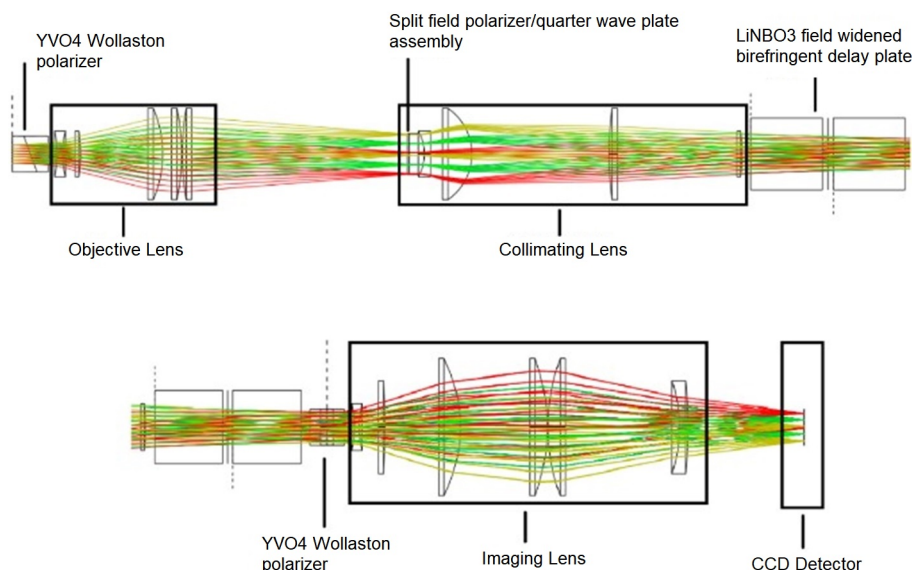 YVO4 Wollaston
polarizer
Split field polarizer/quarter wave plate
assembly
LiNBO3 field widened
birefringent delay plate
Objective Lens
Collimating Lens
YVO4 Wollaston
polarizer
Imaging Lens
CCD Detector